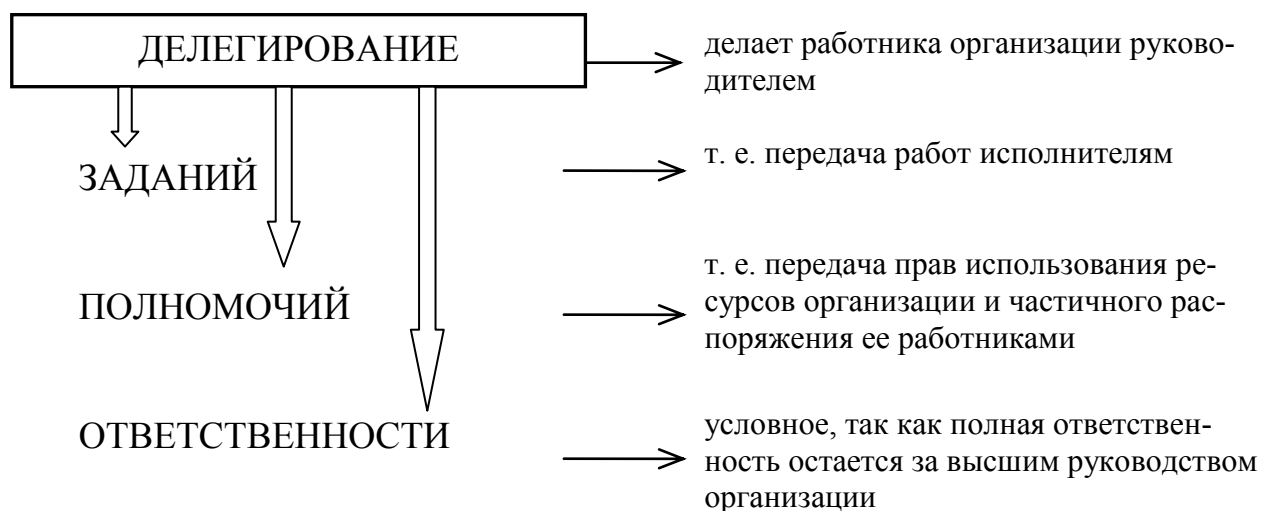 ДЕЛЕГИРОВАНИЕ
делает работника организации руково-
дителем
ЗАДАНИЙ
т. е. передача работ исполнителям
ПОЛНОМОЧИЙ
т. е. передача прав использования ре-
сурсов организации и частичного рас-
поряжения ее работниками
ОТВЕТСТВЕННОСТИ
условное, так как полная ответствен-
ность остается за высшим руководством
организации